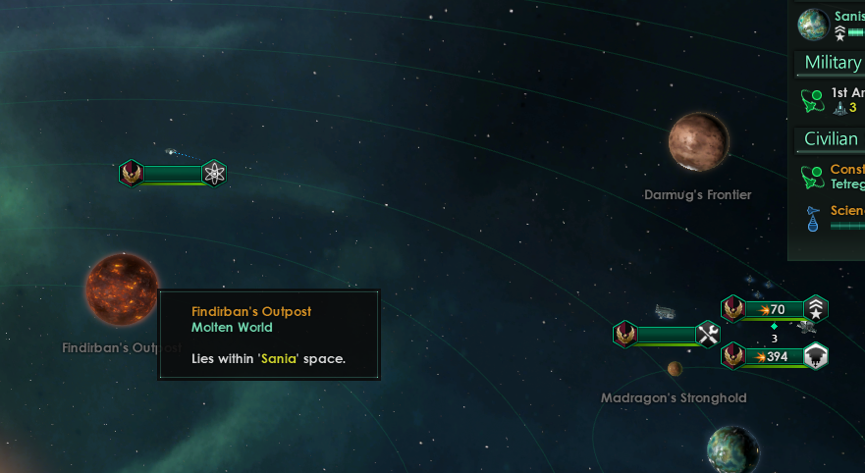 Sanis
Military
1st Ar
3
Civilian
Const
Tetreg
Scien
Darmug's Frontier
Findirban's Outpost
Findirban's Outpost
Molten World
Lies within 'Sania' space.
70
3
394
Madragon's Stronghold